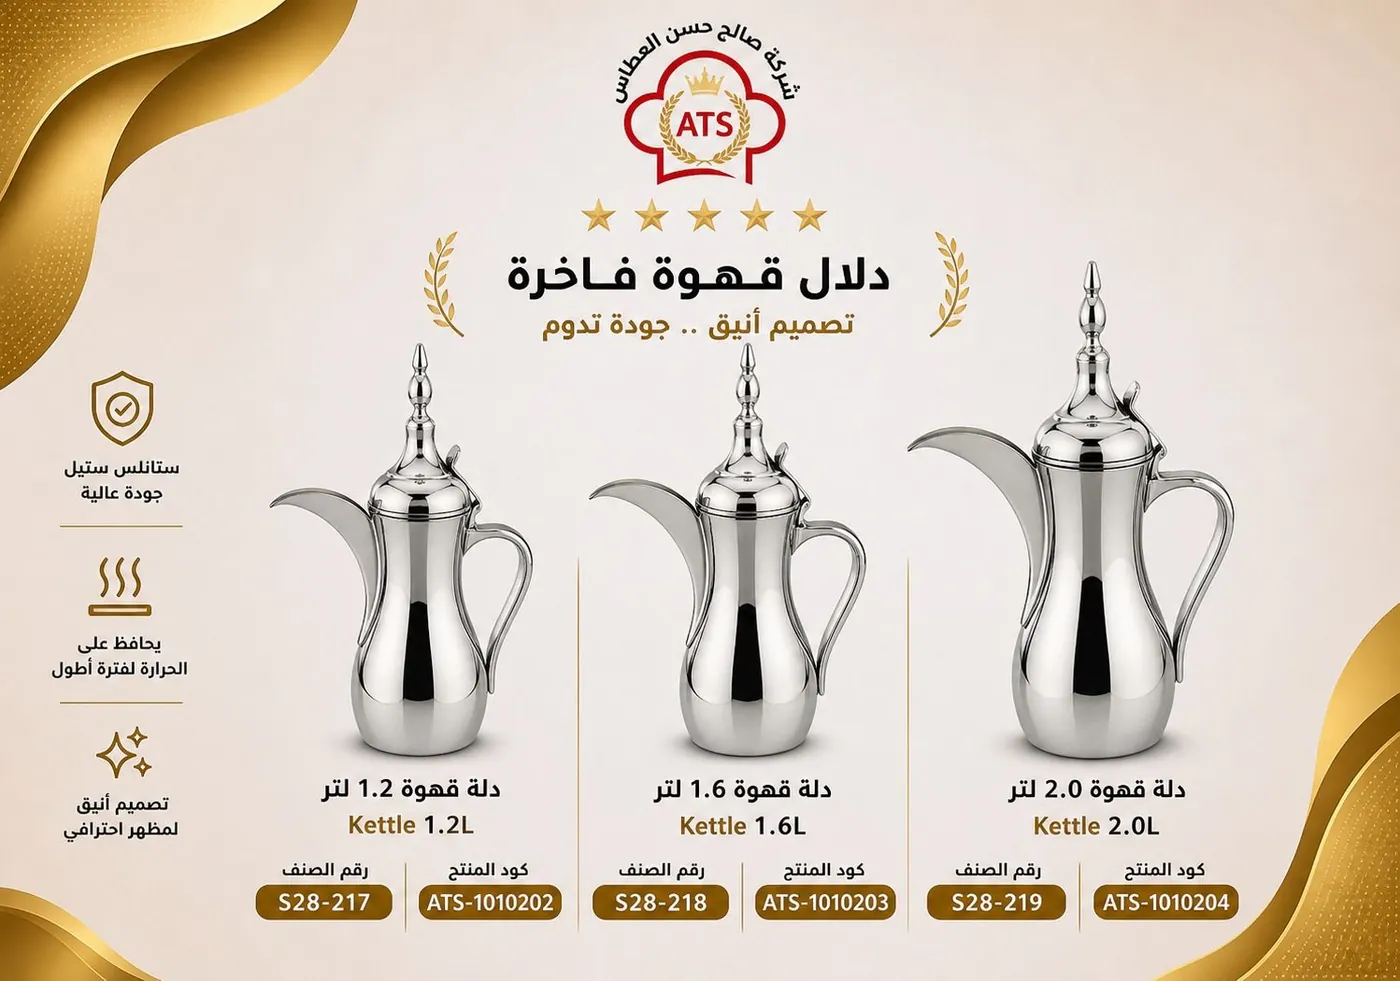 شركة صالح حسن العطاس
ATS
دلال قهوة فاخرة
تصميم أنيق .. جودة تدوم
ستانلس ستيل
جودة عالية
يحافظ على
الحرارة لفترة أطول
تصميم أنيق
لمظهر احترافي
دلة قهوة 1.2 لتر
Kettle 1.2L
رقم الصنف
S28-217
كود المنتج
ATS-1010202
دلة قهوة 1.6 لتر
Kettle 1.6L
رقم الصنف
S28-218
كود المنتج
ATS-1010203
دلة قهوة 2.0 لتر
Kettle 2.0L
رقم الصنف
S28-219
كود المنتج
ATS-1010204